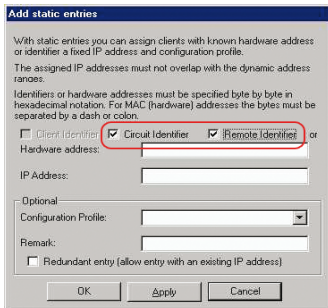 Add static entries
With static entries you can assign clients with known hardware address
or identifier a fixed IP address and configuration profile.
The assigned IP addresses must not overlap with the dynamic address
ranges.
Identifiers or hardware addresses must be specified byte by byte in
hexadecimal notation. For MAC (hardware) addresses the bytes must be
separated by a dash or colon.
Client Identifier Circuit Identifier Remote Identifier or
Hardware address:
IP Address:
Optional
Configuration Profile:
Remark:
Redundant entry (allow entry with an existing IP address)
OK Apply Cancel